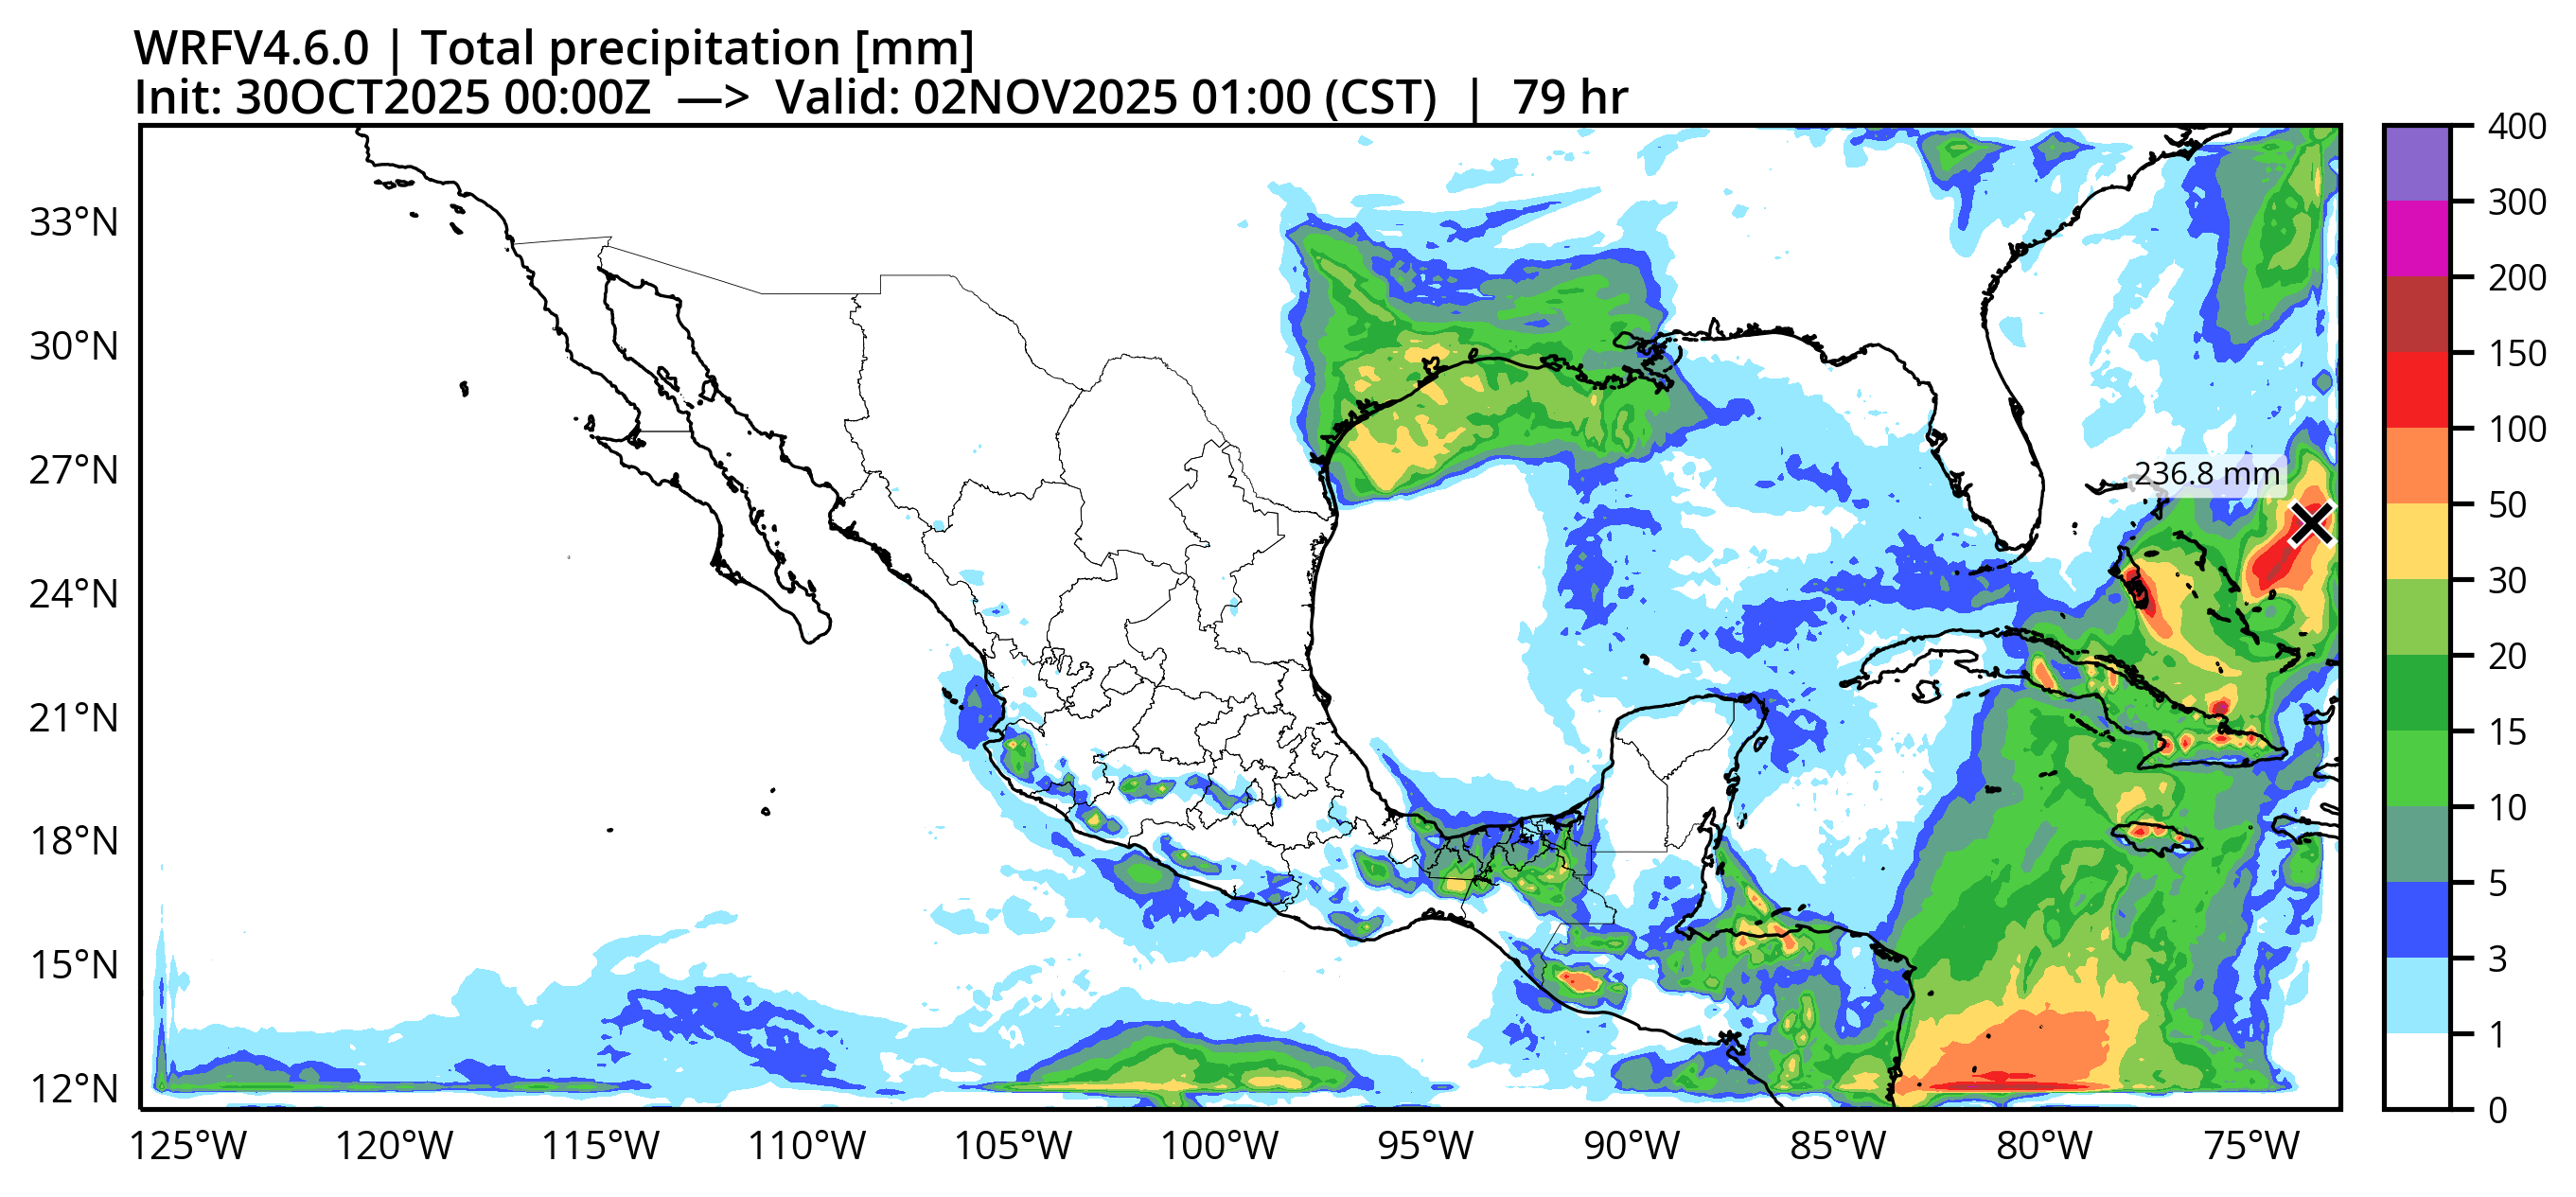 WRFV4.6.0 | Total precipitation [mm]
Init: 30OCT2025 00:00Z —> Valid: 02NOV2025 01:00 (CST) | 79 hr
400
300
200
150
100
50
30
20
15
10
5
3
1
0
33°N
30°N
27°N
24°N
21°N
18°N
15°N
12°N
236.8 mm
125°W 120°W 115°W 110°W 105°W 100°W 95°W 90°W 85°W 80°W 75°W